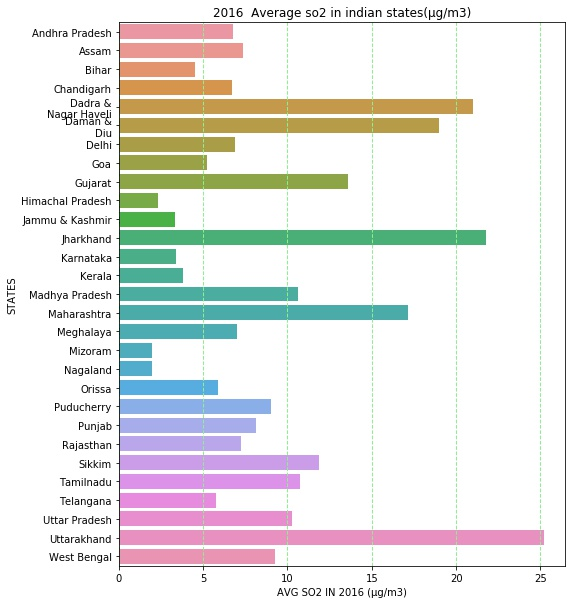 2016  Average so2 in indian states(µg/m3)
STATES
Andhra Pradesh
Assam
Bihar
Chandigarh
Dadra &
Nagar Haveli
Daman &
Diu
Delhi
Goa
Gujarat
Himachal Pradesh
Jammu & Kashmir
Jharkhand
Karnataka
Kerala
Madhya Pradesh
Maharashtra
Meghalaya
Mizoram
Nagaland
Orissa
Puducherry
Punjab
Rajasthan
Sikkim
Tamilnadu
Telangana
Uttar Pradesh
Uttarakhand
West Bengal
0 5 10 15 20 25
AVG SO2 IN 2016 (µg/m3)